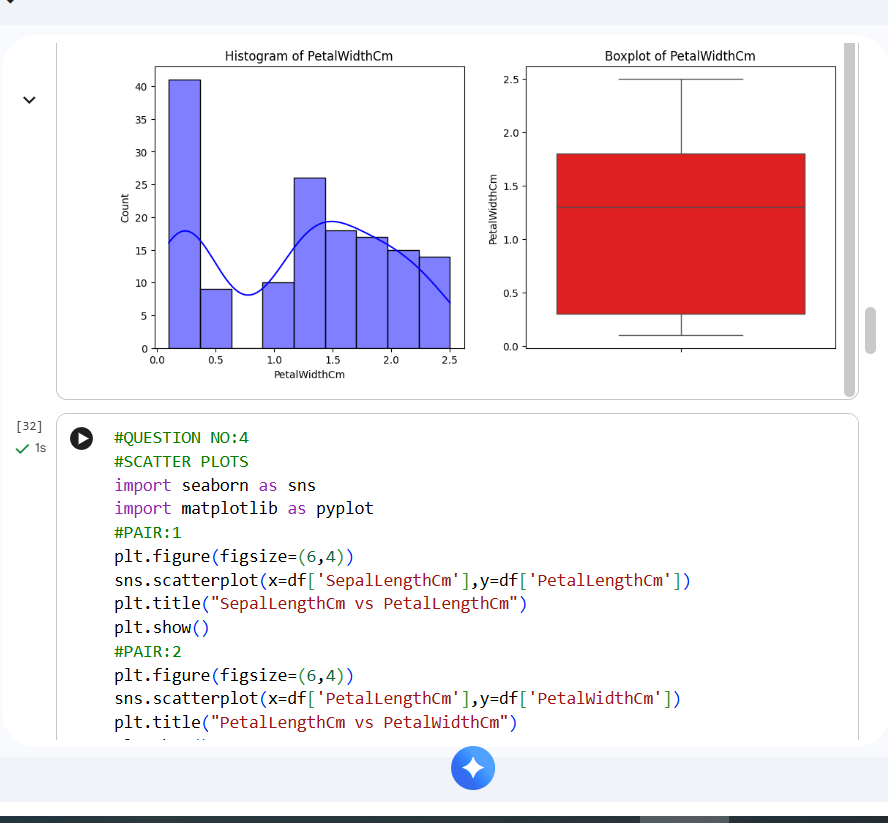 Histogram of PetalWidthCm
Boxplot of PetalWidthCm
40
35
30
25
20
15
10
5
0
Count
0.0 0.5 1.0 1.5 2.0 2.5
PetalWidthCm
2.5
2.0
1.5
1.0
0.5
0.0
PetalWidthCm
[32]
1s
#QUESTION NO:4
#SCATTER PLOTS
import seaborn as sns
import matplotlib as pyplot
#PAIR:1
plt.figure(figsize=(6,4))
sns.scatterplot(x=df['SepalLengthCm'],y=df['PetalLengthCm'])
plt.title("SepalLengthCm vs PetalLengthCm")
plt.show()
#PAIR:2
plt.figure(figsize=(6,4))
sns.scatterplot(x=df['PetalLengthCm'],y=df['PetalWidthCm'])
plt.title("PetalLengthCm vs PetalWidthCm")